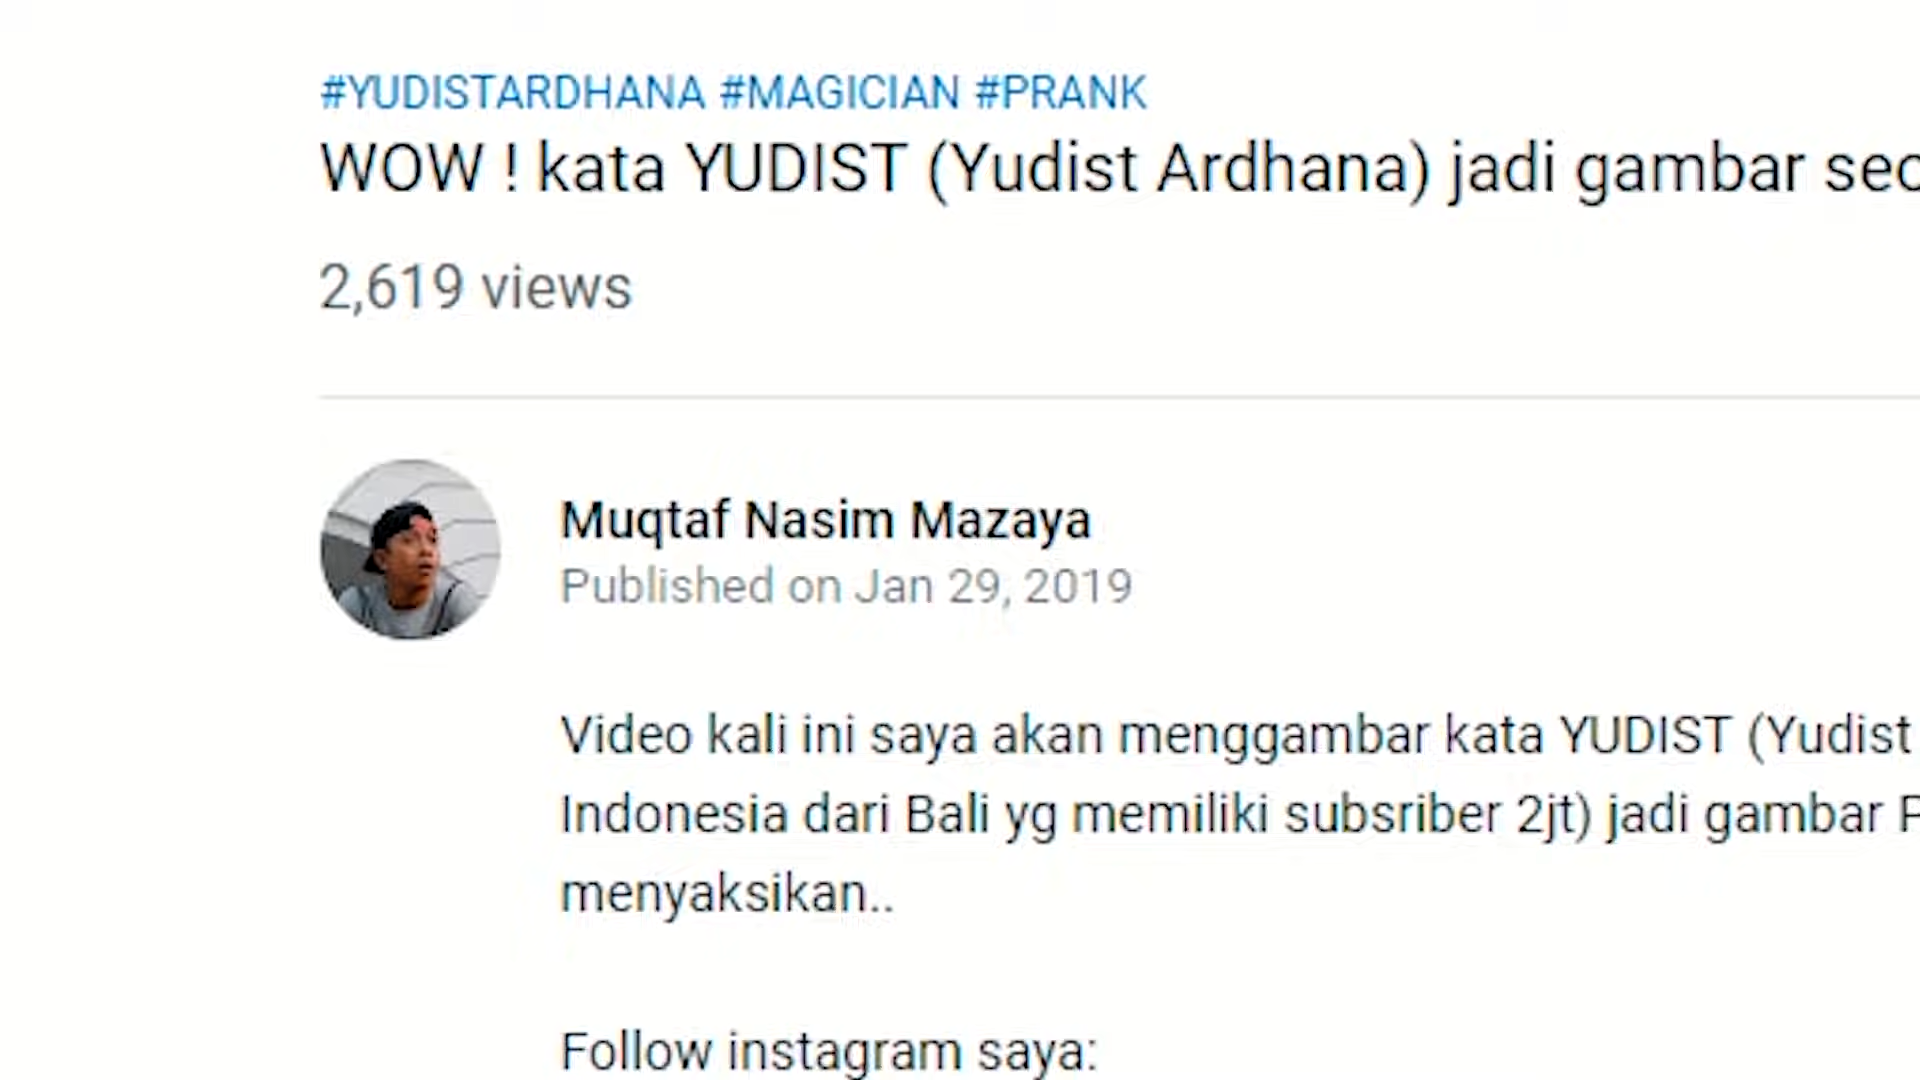 #YUDISTARDHANA #MAGICIAN #PRANK
WOW ! kata YUDIST (Yudist Ardhana) jadi gambar
2,619 views
Muqtaf Nasim Mazaya
Published on Jan 29, 2019
Video kali ini saya akan menggambar kata YUDIST (Yudist
Indonesia dari Bali yg memiliki subsriber 2jt) jadi gambar
menyaksikan..
Follow instagram saya: